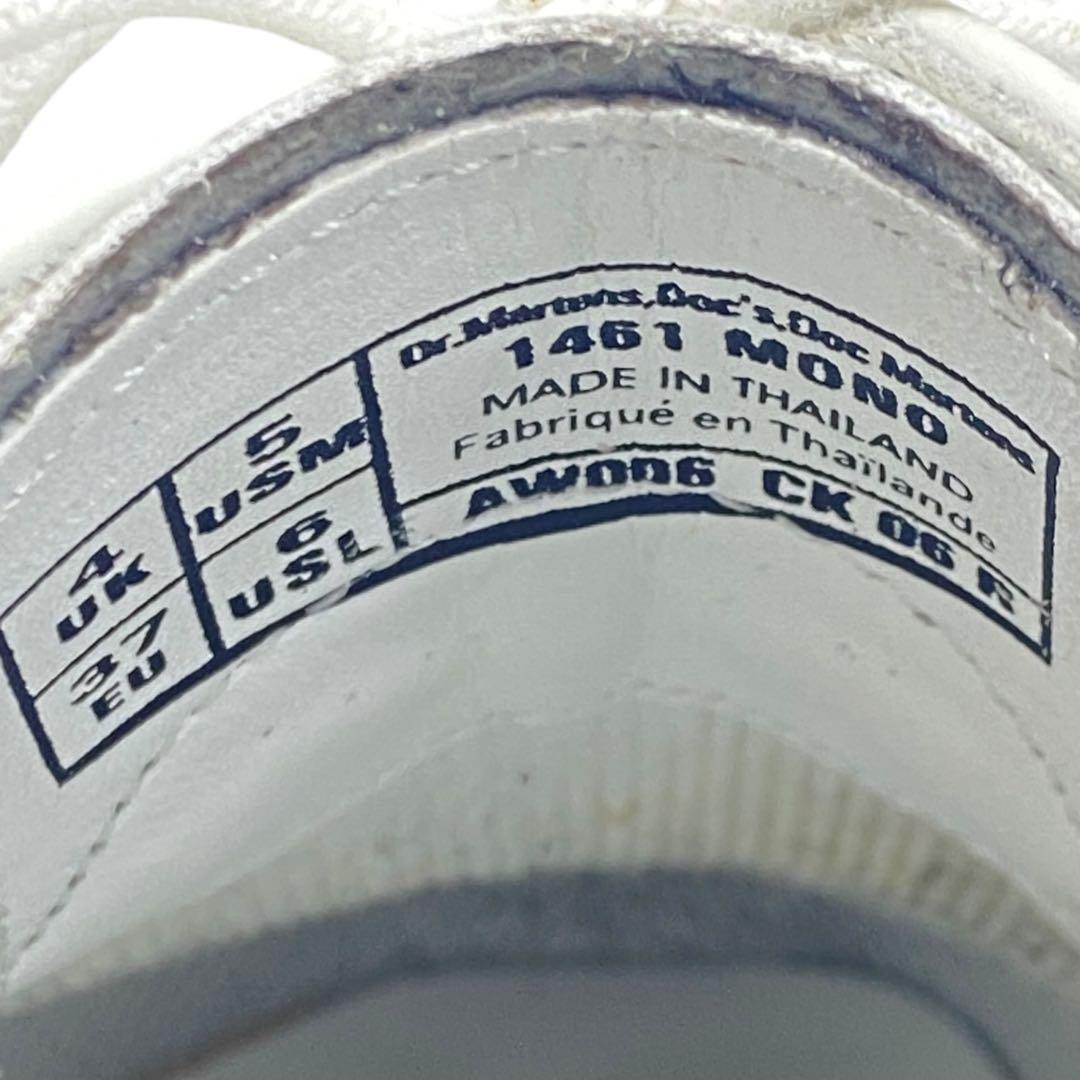 4
UK
37
EU
5
USM
6
USL
Dr.Martens,Doc's,Doc Martens
1461 MONO
MADE IN THAILAND
Fabriqué en Thaïlande
AW006 CK 06 R